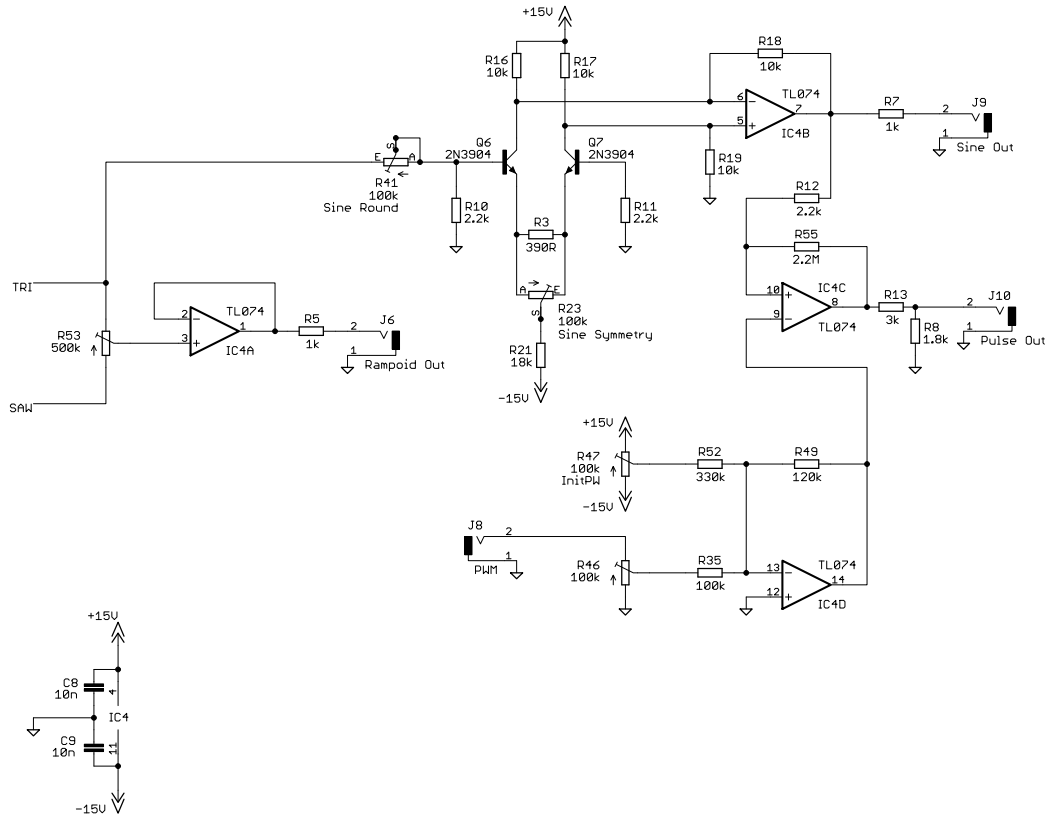 +15V
R16
10k
R17
10k
R18
10k
6
5
TL074
7
IC4B
R7
1k
2
1
J9
Sine Out
Q6
2N3904
Q7
2N3904
E
S
A
R41
100k
Sine Round
R10
2.2k
R11
2.2k
R19
10k
R12
2.2k
R3
390R
R55
2.2M
A
E
S
R23
100k
Sine Symmetry
R21
18k
-15V
TRI
R53
500k
SAW
2
3
TL074
1
IC4A
R5
1k
2
1
J6
Rampoid Out
10
9
IC4C
8
TL074
R13
3k
R8
1.8k
2
1
J10
Pulse Out
+15V
R47
100k
InitPW
-15V
R52
330k
R49
120k
J8
2
1
PWM
R46
100k
R35
100k
13
12
TL074
14
IC4D
+15V
C8
10n
4
IC4
C9
10n
11
-15V